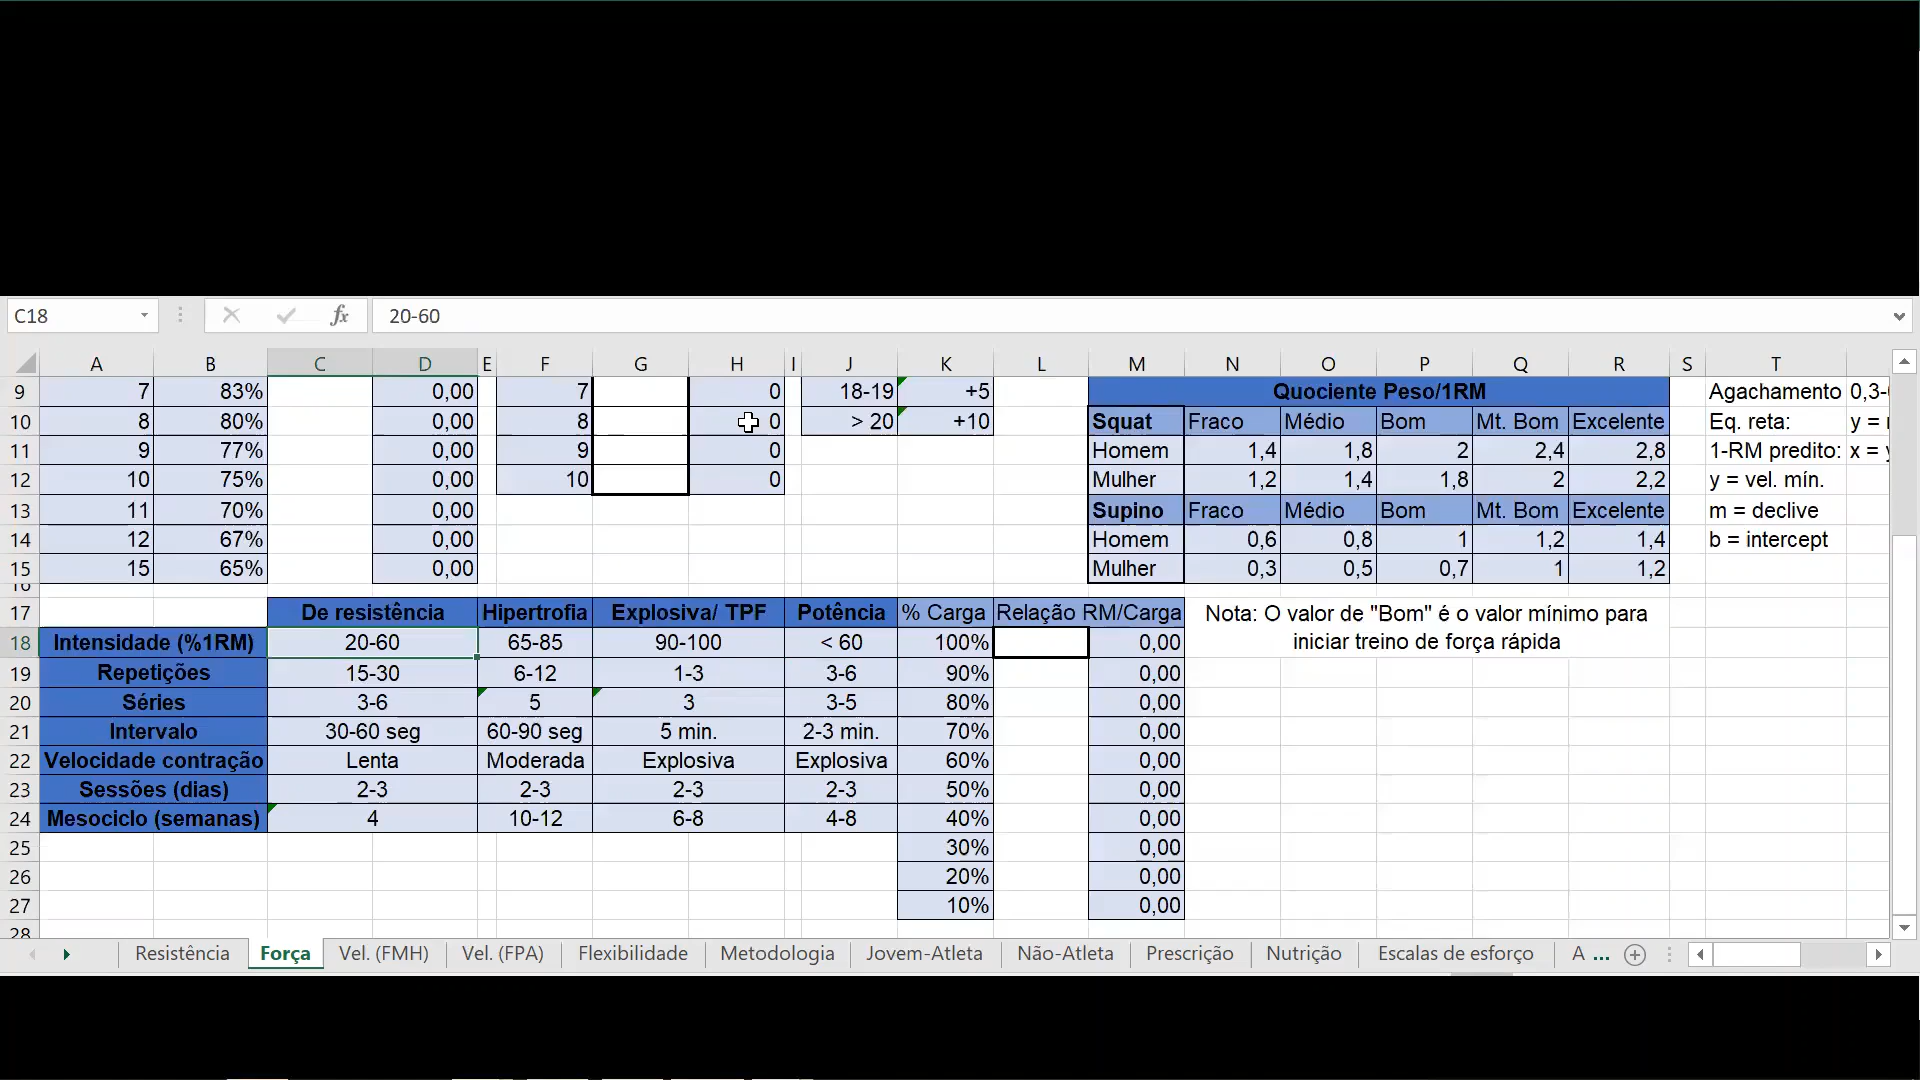 C18 fx 20-60
A B C D E F G H I J K L M N O P Q R S T
9 7 83% 0,00 7 0 18-19 +5 Quociente Peso/1RM Agachamento 0,3-
10 8 80% 0,00 8 0 > 20 +10 Squat Fraco Médio Bom Mt. Bom Excelente Eq. reta: y =
11 9 77% 0,00 9 0 Homem 1,4 1,8 2 2,4 2,8 1-RM predito: x =
12 10 75% 0,00 10 0 Mulher 1,2 1,4 1,8 2 2,2 y = vel. mín.
13 11 70% 0,00 Supino Fraco Médio Bom Mt. Bom Excelente m = declive
14 12 67% 0,00 Homem 0,6 0,8 1 1,2 1,4 b = intercept
15 15 65% 0,00 Mulher 0,3 0,5 0,7 1 1,2
16
17 De resistência Hipertrofia Explosiva/ TPF Potência % Carga Relação RM/Carga Nota: O valor de "Bom" é o valor mínimo para
18 Intensidade (%1RM) 20-60 65-85 90-100 < 60 100% 0,00 iniciar treino de força rápida
19 Repetições 15-30 6-12 1-3 3-6 90% 0,00
20 Séries 3-6 5 3 3-5 80% 0,00
21 Intervalo 30-60 seg 60-90 seg 5 min. 2-3 min. 70% 0,00
22 Velocidade contração Lenta Moderada Explosiva Explosiva 60% 0,00
23 Sessões (dias) 2-3 2-3 2-3 2-3 50% 0,00
24 Mesociclo (semanas) 4 10-12 6-8 4-8 40% 0,00
25 30% 0,00
26 20% 0,00
27 10% 0,00
28
Resistência Força Vel. (FMH) Vel. (FPA) Flexibilidade Metodologia Jovem-Atleta Não-Atleta Prescrição Nutrição Escalas de esforço A ...